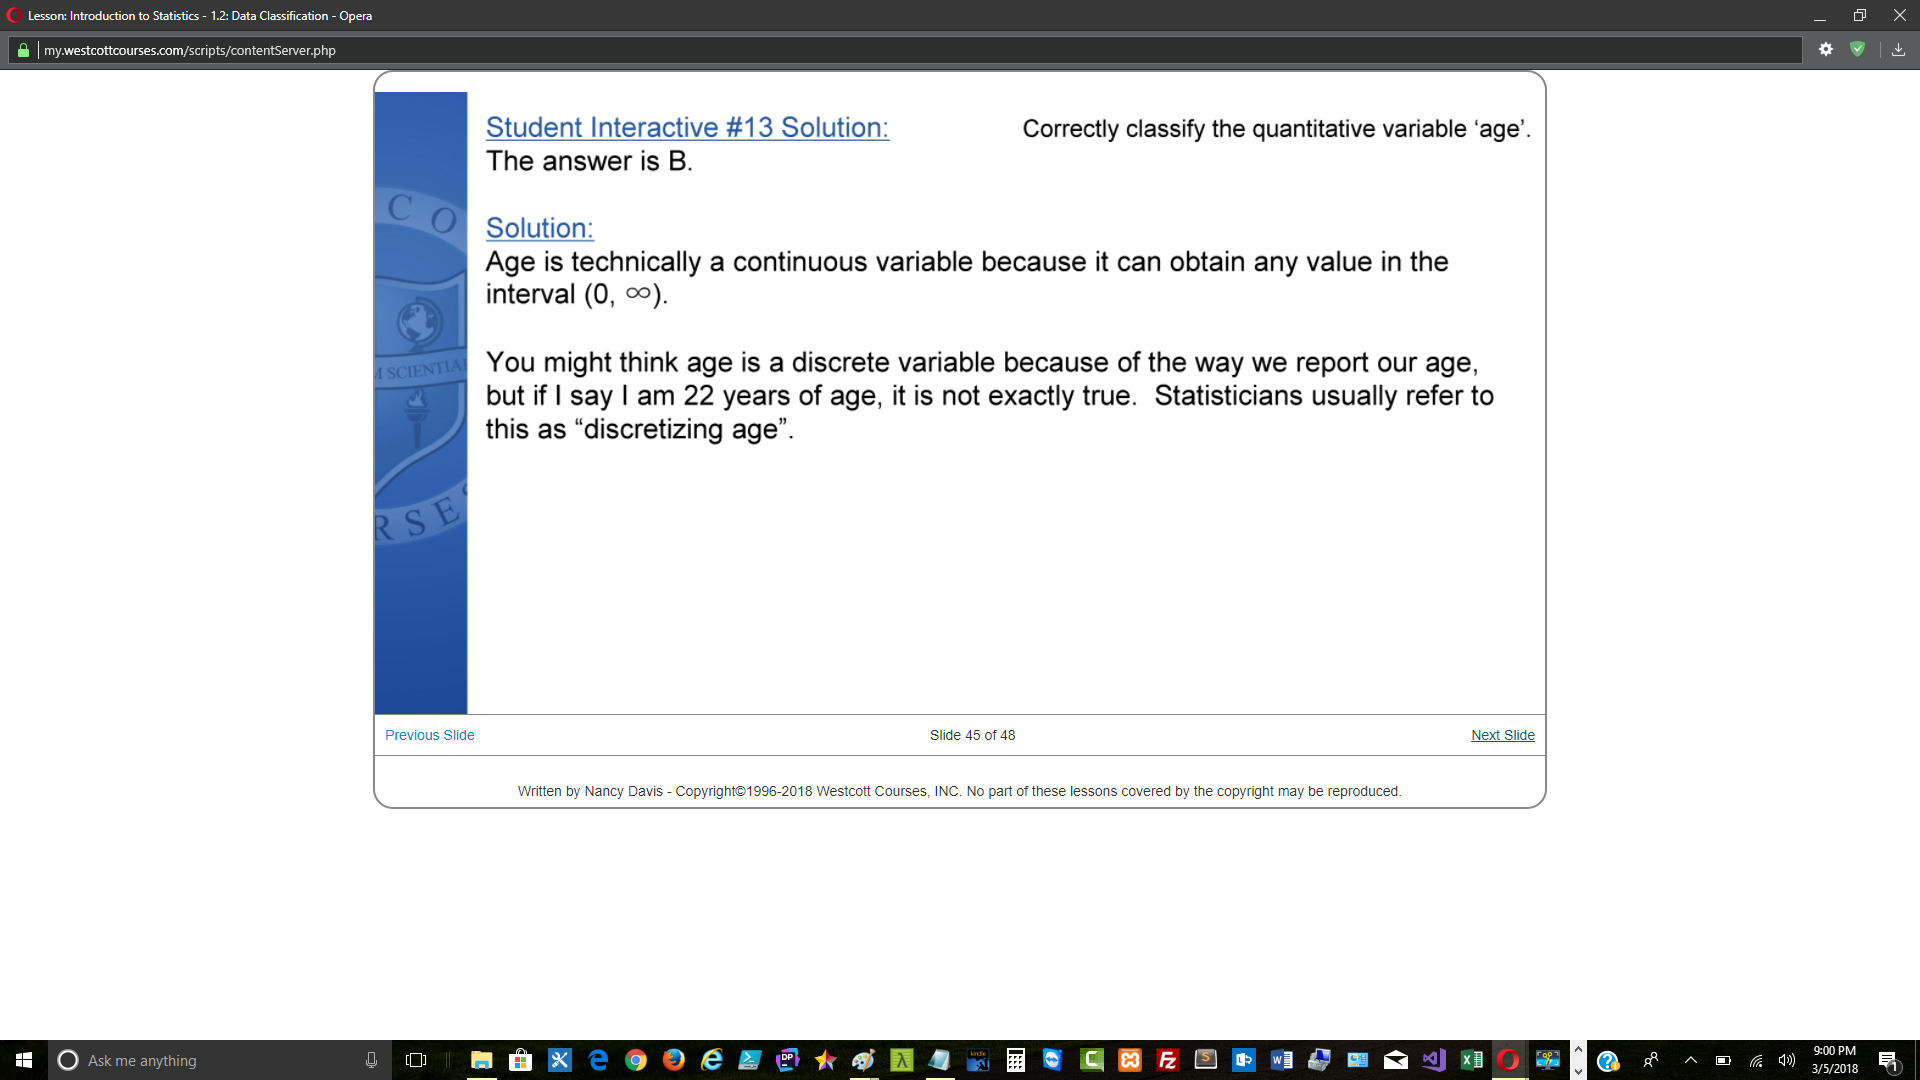 Lesson: Introduction to Statistics - 1.2: Data Classification - Opera
my.westcottcourses.com/scripts/contentServer.php
Student Interactive #13 Solution:
Correctly classify the quantitative variable ‘age’.
The answer is B.
Solution:
Age is technically a continuous variable because it can obtain any value in the
interval (0, ∞).
You might think age is a discrete variable because of the way we report our age,
but if I say I am 22 years of age, it is not exactly true.  Statisticians usually refer to
this as “discretizing age”.
C O
M SCIENTIA
RSES
Previous Slide
Slide 45 of 48
Next Slide
Written by Nancy Davis - Copyright©1996-2018 Westcott Courses, INC. No part of these lessons covered by the copyright may be reproduced.
Ask me anything
DP
kindle
9:00 PM
3/5/2018
1